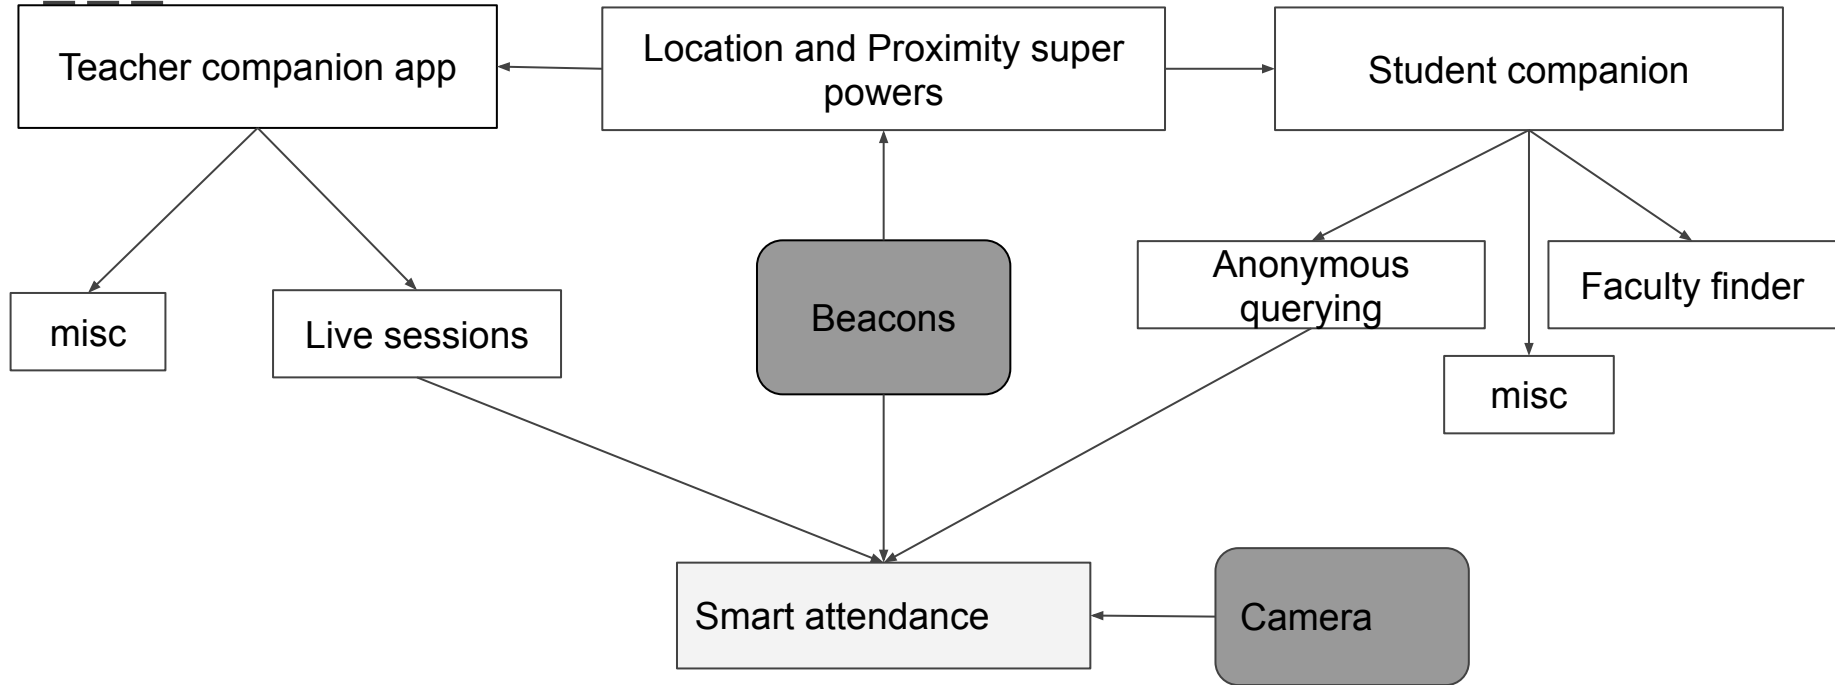 Teacher companion app
Location and Proximity super
powers
Student companion
misc
Live sessions
Beacons
Anonymous
querying
Faculty finder
misc
Smart attendance
Camera